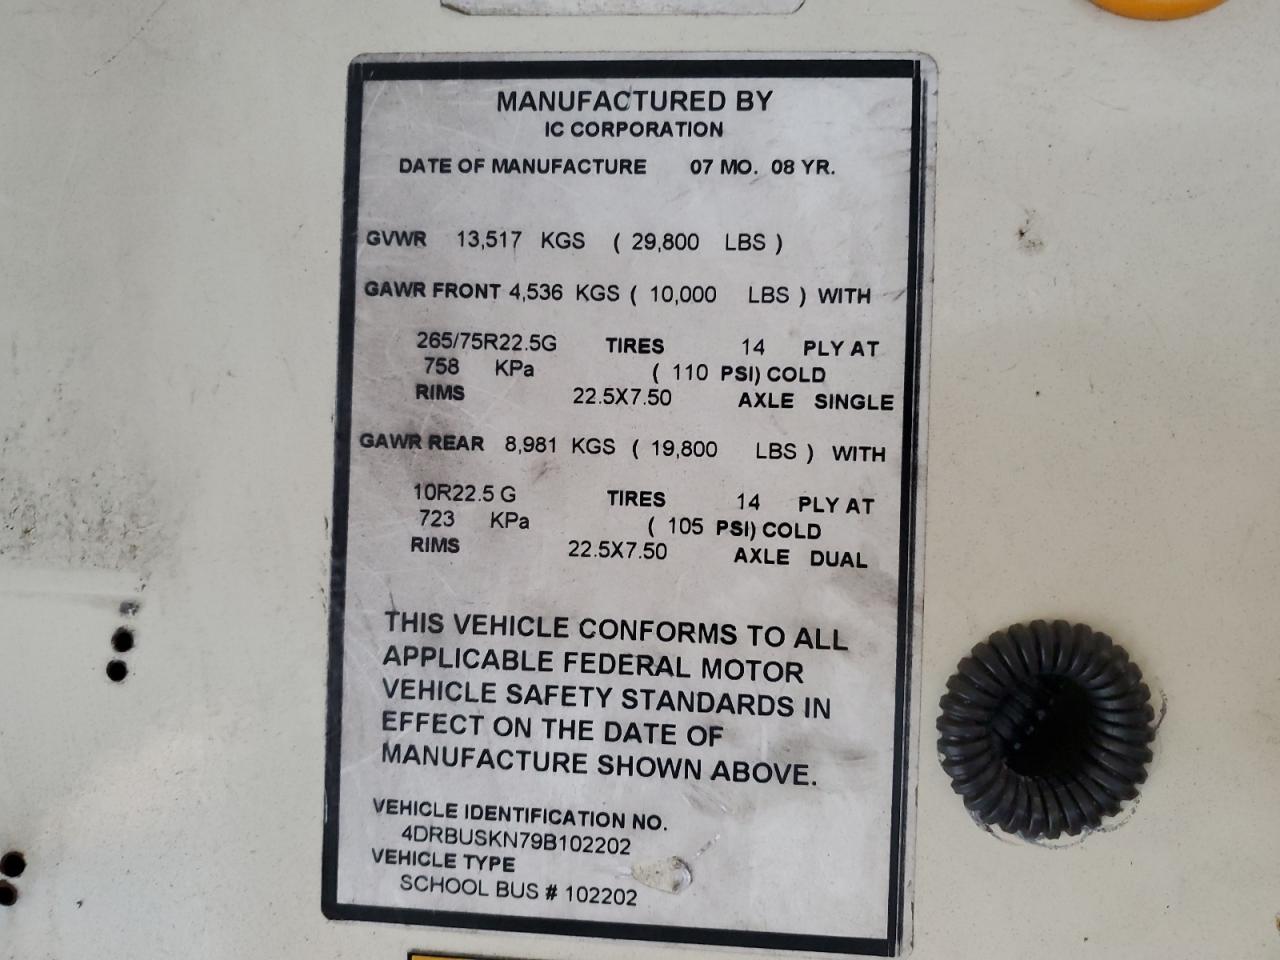 MANUFACTURED BY
IC CORPORATION
DATE OF MANUFACTURE 07 MO. 08 YR.
GVWR 13,517 KGS ( 29,800 LBS )
GAWR FRONT 4,536 KGS ( 10,000 LBS ) WITH
265/75R22.5G TIRES 14 PLY AT
758 KPa ( 110 PSI) COLD
RIMS 22.5X7.50 AXLE SINGLE
GAWR REAR 8,981 KGS ( 19,800 LBS ) WITH
10R22.5 G TIRES 14 PLY AT
723 KPa ( 105 PSI) COLD
RIMS 22.5X7.50 AXLE DUAL
THIS VEHICLE CONFORMS TO ALL
APPLICABLE FEDERAL MOTOR
VEHICLE SAFETY STANDARDS IN
EFFECT ON THE DATE OF
MANUFACTURE SHOWN ABOVE.
VEHICLE IDENTIFICATION NO.
4DRBUSKN79B102202
VEHICLE TYPE
SCHOOL BUS # 102202